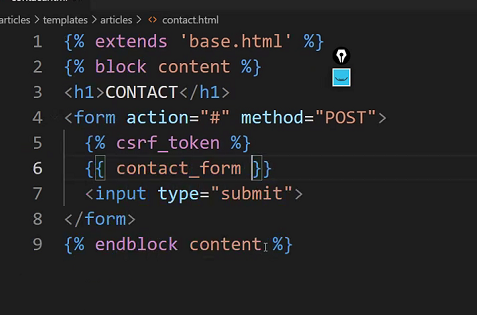 articles > templates > articles > <> contact.html
1 {% extends 'base.html' %}
2 {% block content %}
3 <h1>CONTACT</h1>
4 <form action="#" method="POST">
5 {% csrf_token %}
6 {{ contact_form }}
7 <input type="submit">
8 </form>
9 {% endblock content %}